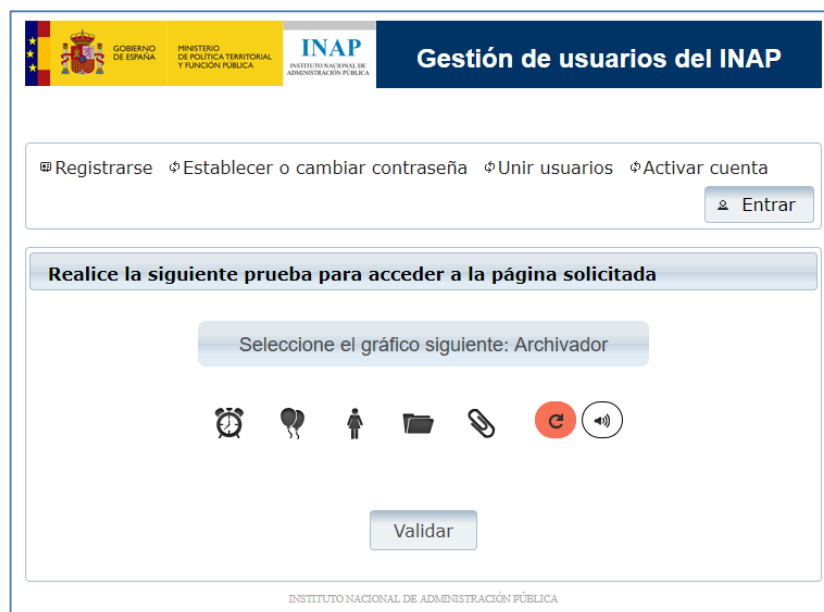 GOBIERNO
DE ESPAÑA
MINISTERIO
DE POLÍTICA TERRITORIAL
Y FUNCIÓN PÚBLICA
INAP
INSTITUTO NACIONAL DE
ADMINISTRACIÓN PÚBLICA
Gestión de usuarios del INAP
Registrarse Establecer o cambiar contraseña Unir usuarios Activar cuenta
Entrar
Realice la siguiente prueba para acceder a la página solicitada
Seleccione el gráfico siguiente: Archivador
Validar
INSTITUTO NACIONAL DE ADMINISTRACIÓN PÚBLICA